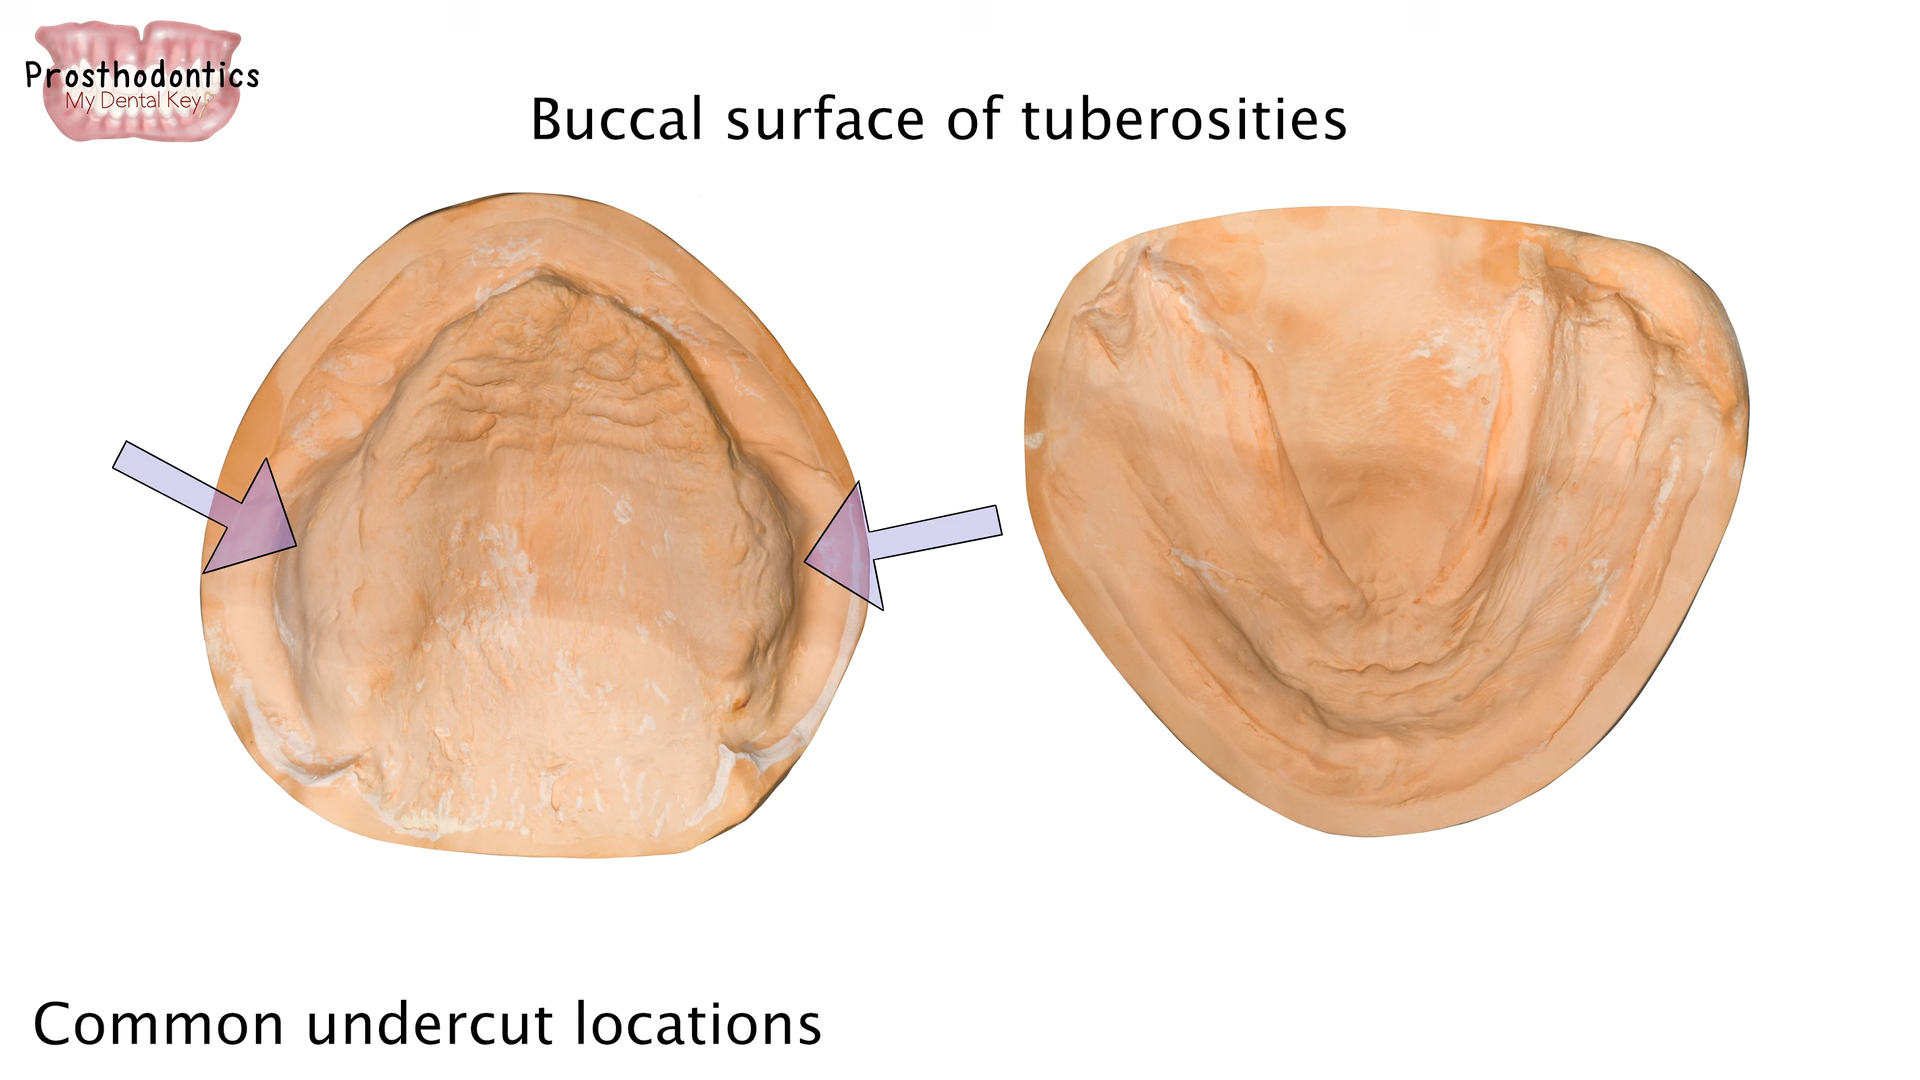 Prosthodontics
My Dental Key
Buccal surface of tuberosities
Common undercut locations